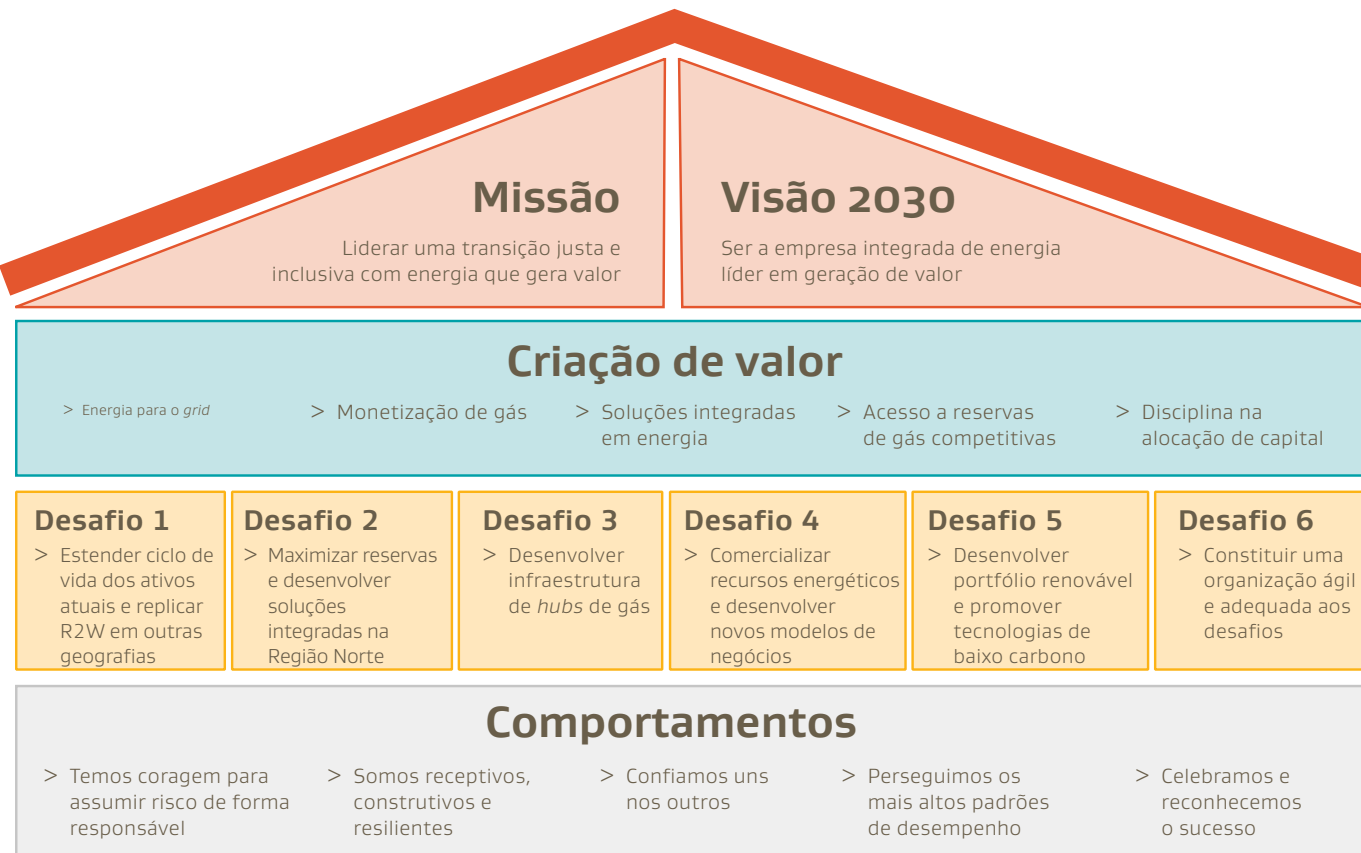 Missão
Liderar uma transição justa e
inclusiva com energia que gera valor
Visão 2030
Ser a empresa integrada de energia
líder em geração de valor
Criação de valor
> Energia para o grid
> Monetização de gás
> Soluções integradas
em energia
> Acesso a reservas
de gás competitivas
> Disciplina na
alocação de capital
Desafio 1
> Estender ciclo de
vida dos ativos
atuais e replicar
R2W em outras
geografias
Desafio 2
> Maximizar reservas
e desenvolver
soluções
integradas na
Região Norte
Desafio 3
> Desenvolver
infraestrutura
de hubs de gás
Desafio 4
> Comercializar
recursos energéticos
e desenvolver
novos modelos de
negócios
Desafio 5
> Desenvolver
portfólio renovável
e promover
tecnologias de
baixo carbono
Desafio 6
> Constituir uma
organização ágil
e adequada aos
desafios
Comportamentos
> Temos coragem para
assumir risco de forma
responsável
> Somos receptivos,
construtivos e
resilientes
> Confiamos uns
nos outros
> Perseguimos os
mais altos padrões
de desempenho
> Celebramos e
reconhecemos
o sucesso